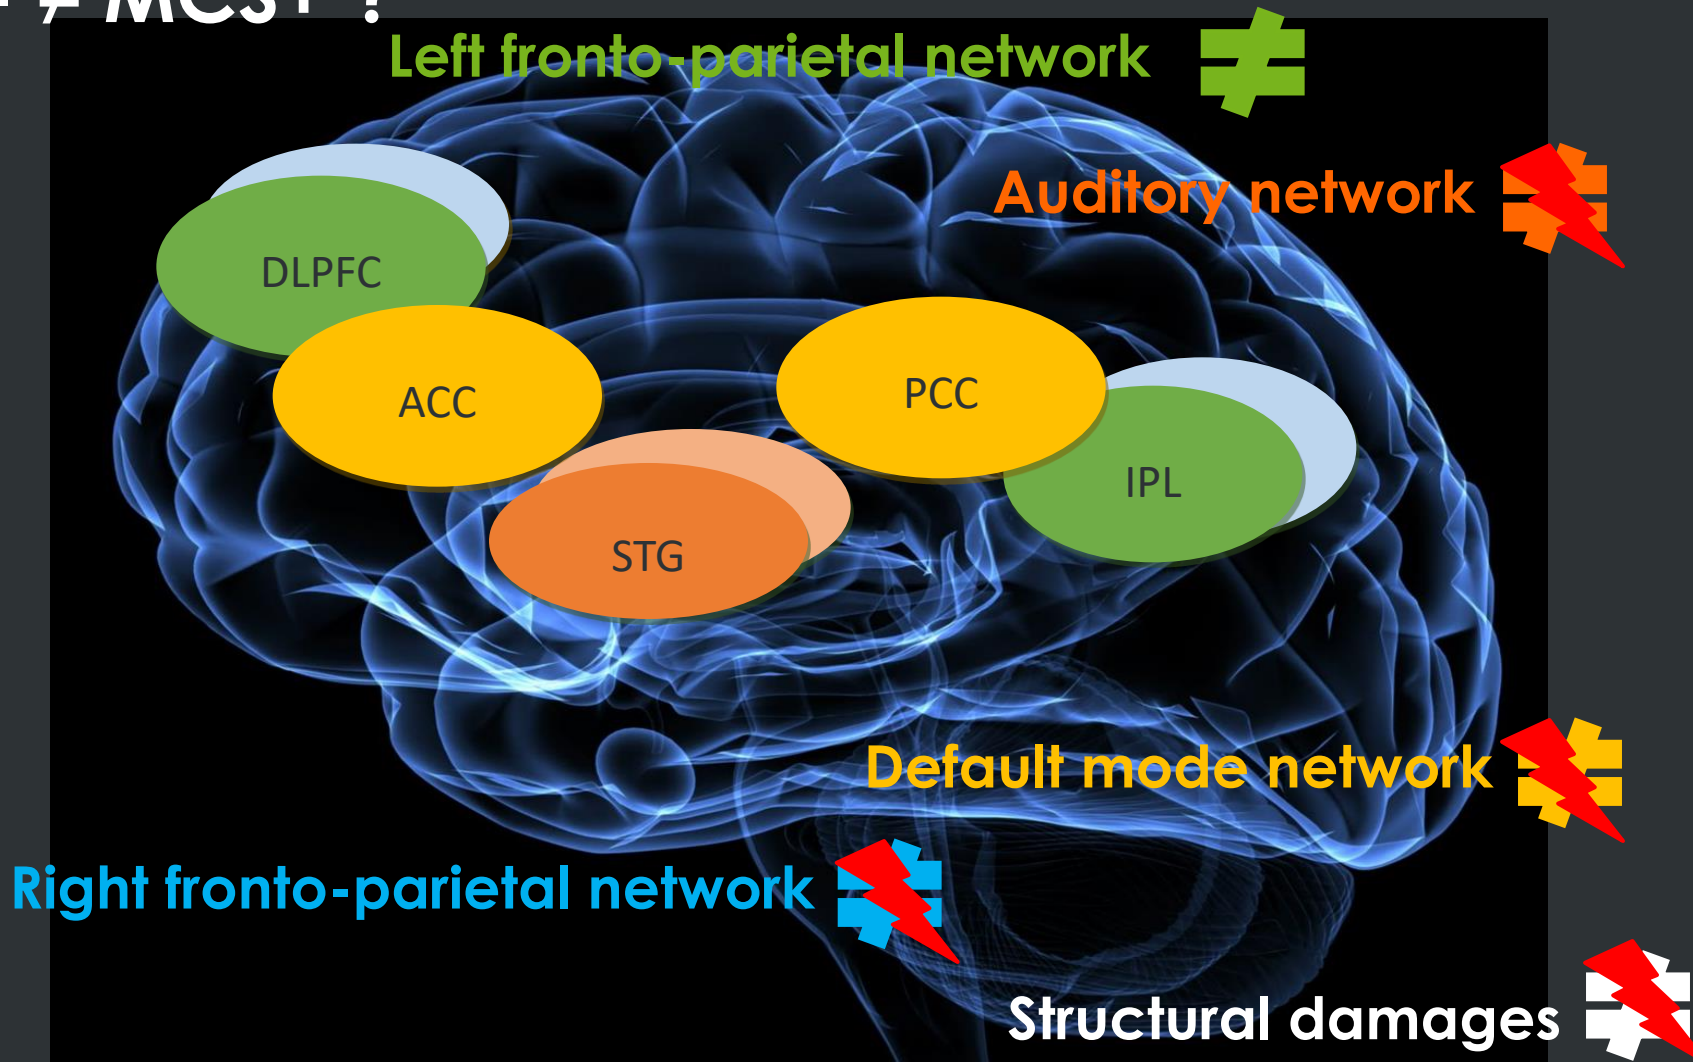 ≠ MCS+ ?
Left fronto-parietal network ≠
Auditory network ≠
DLPFC
ACC
PCC
IPL
STG
Default mode network ≠
Right fronto-parietal network ≠
Structural damages ≠